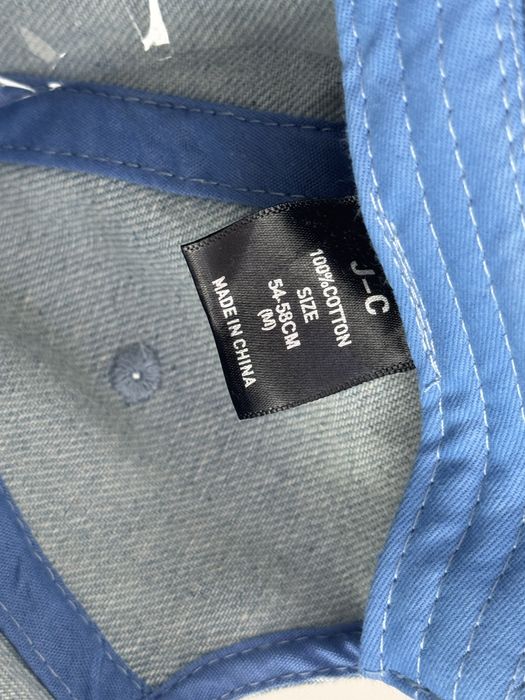 J-C
100%COTTON
SIZE
54-58CM
(M)
MADE IN CHINA